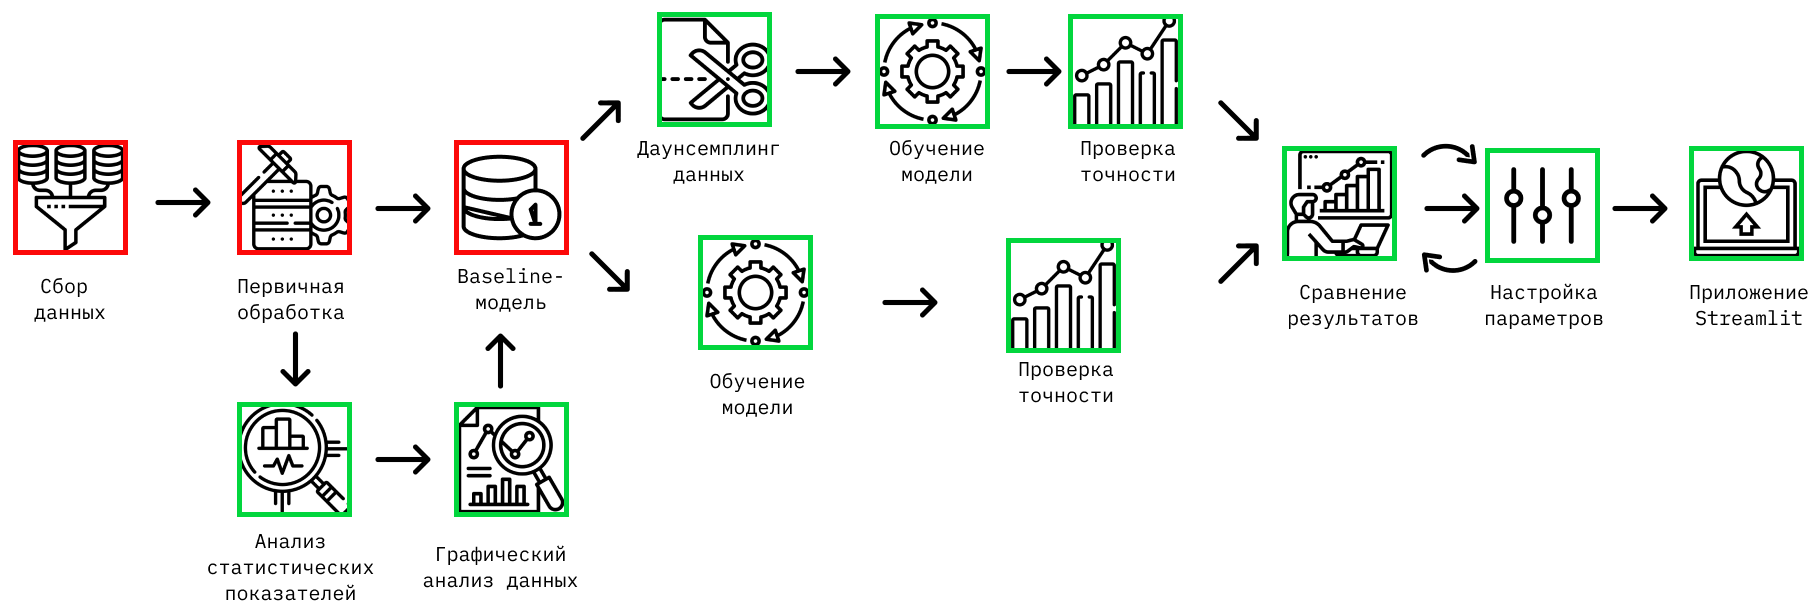 Даунсемплинг
данных
Обучение
модели
Проверка
точности
Сбор
данных
Первичная
обработка
Baseline-
модель
1
Сравнение
результатов
Настройка
параметров
Приложение
Streamlit
Обучение
модели
Проверка
точности
Анализ
статистических
показателей
Графический
анализ данных